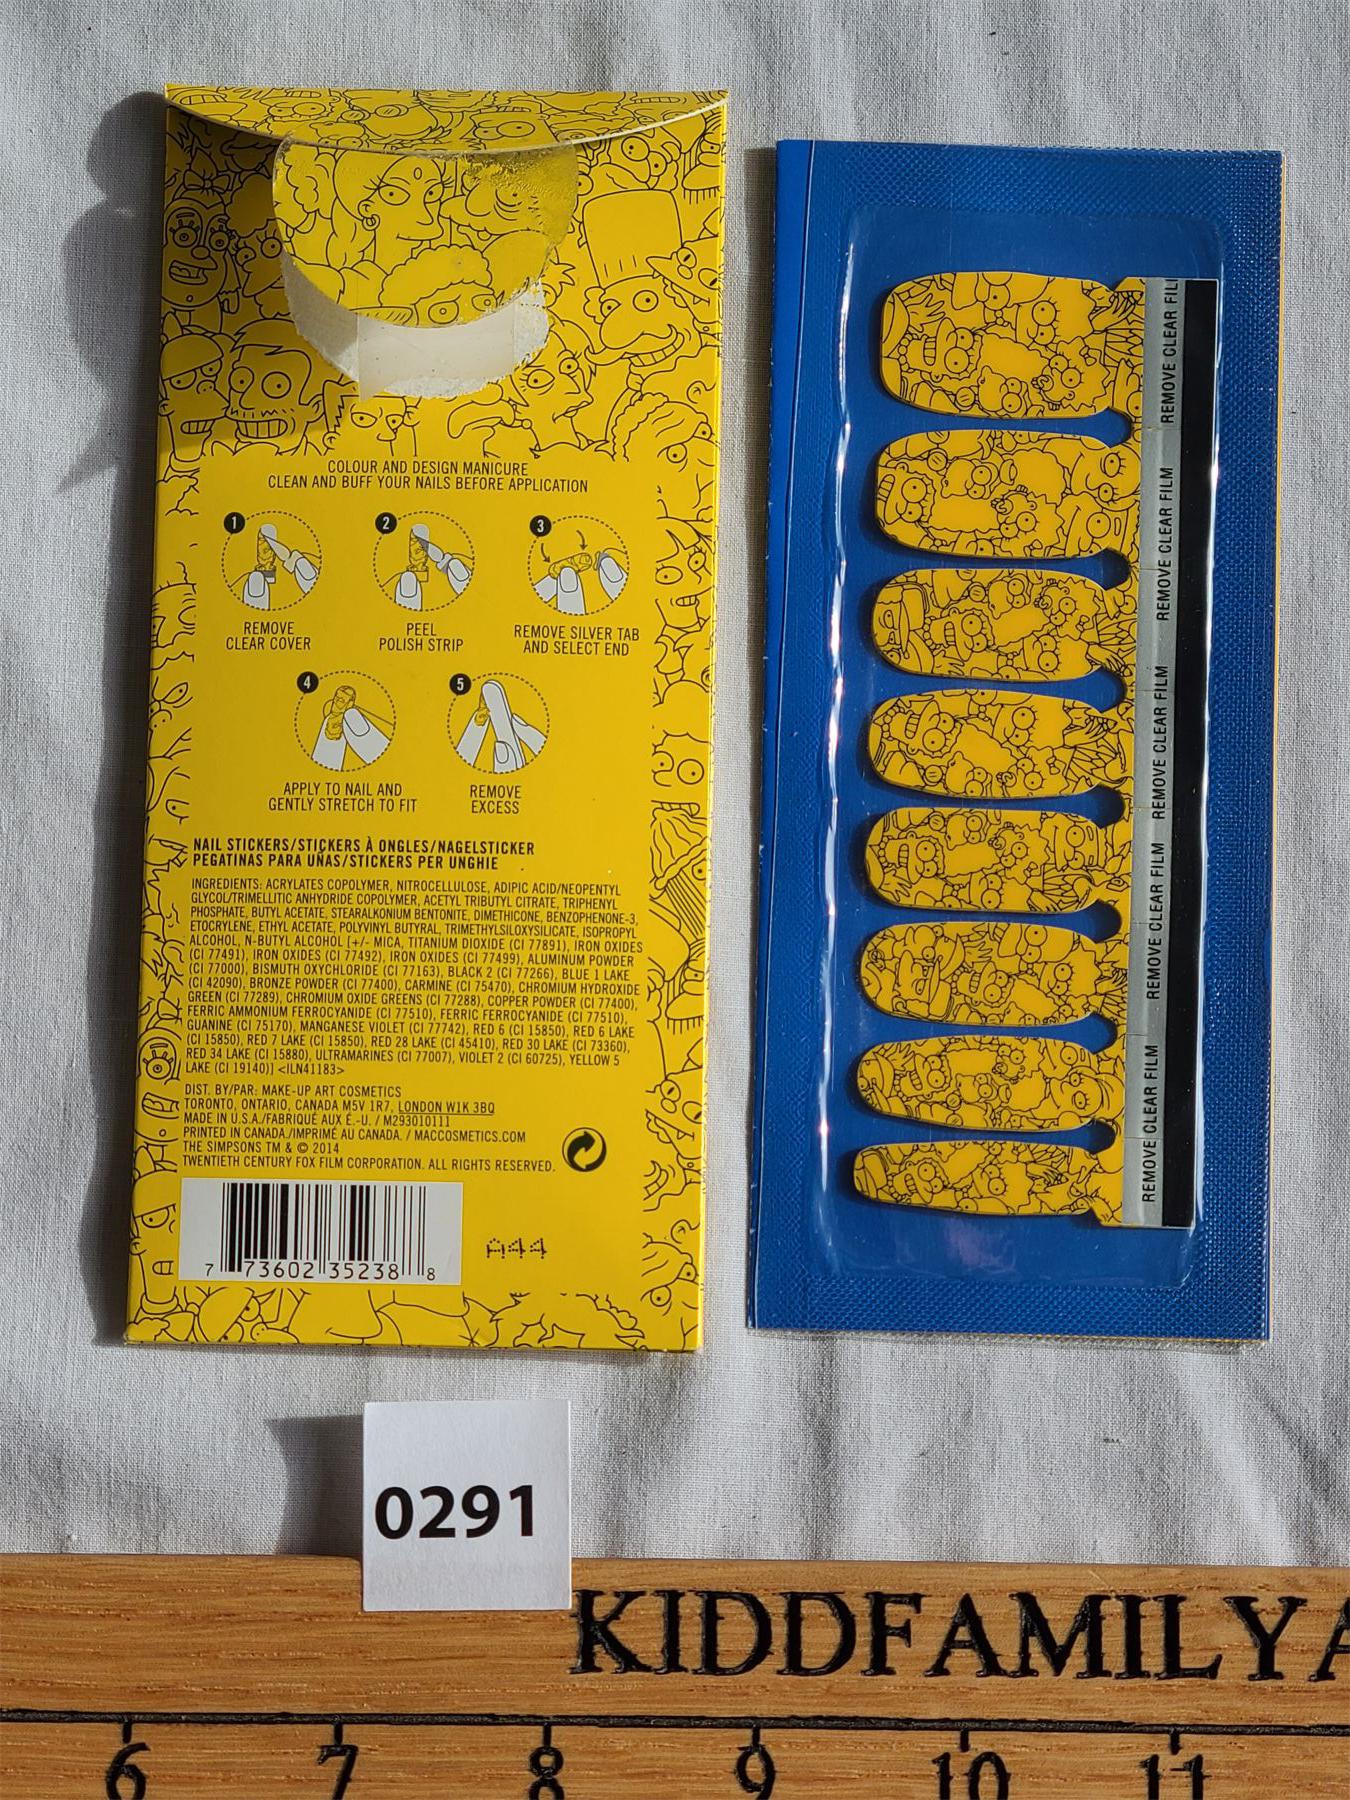 COLOUR AND DESIGN MANICURE
CLEAN AND BUFF YOUR NAILS BEFORE APPLICATION
1
2
3
REMOVE
CLEAR COVER
PEEL
POLISH STRIP
REMOVE SILVER TAB
AND SELECT END
4
5
APPLY TO NAIL AND
GENTLY STRETCH TO FIT
REMOVE
EXCESS
NAIL STICKERS/STICKERS À ONGLES/NAGELSTICKER
PEGATINAS PARA UÑAS/STICKERS PER UNGHIE
INGREDIENTS: ACRYLATES COPOLYMER, NITROCELLULOSE, ADIPIC ACID/NEOPENTYL
GLYCOL/TRIMELLITIC ANHYDRIDE COPOLYMER, ACETYL TRIBUTYL CITRATE, TRIPHENYL
PHOSPHATE, BUTYL ACETATE, STEARALKONIUM BENTONITE, DIMETHICONE, BENZOPHENONE-3,
ETOCRYLENE, ETHYL ACETATE, POLYVINYL BUTYRAL, TRIMETHYLSILOXYSILICATE, ISOPROPYL
ALCOHOL, N-BUTYL ALCOHOL [+/- MICA, TITANIUM DIOXIDE (CI 77891), IRON OXIDES
(CI 77491), IRON OXIDES (CI 77492), IRON OXIDES (CI 77499), ALUMINUM POWDER
(CI 77000), BISMUTH OXYCHLORIDE (CI 77163), BLACK 2 (CI 77266), BLUE 1 LAKE
(CI 42090), BRONZE POWDER (CI 77400), CARMINE (CI 75470), CHROMIUM HYDROXIDE
GREEN (CI 77289), CHROMIUM OXIDE GREENS (CI 77288), COPPER POWDER (CI 77400),
FERRIC AMMONIUM FERROCYANIDE (CI 77510), FERRIC FERROCYANIDE (CI 77510),
GUANINE (CI 75170), MANGANESE VIOLET (CI 77742), RED 6 (CI 15850), RED 6 LAKE
(CI 15850), RED 7 LAKE (CI 15850), RED 28 LAKE (CI 45410), RED 30 LAKE (CI 73360),
RED 34 LAKE (CI 15880), ULTRAMARINES (CI 77007), VIOLET 2 (CI 60725), YELLOW 5
LAKE (CI 19140)] <ILN41183>
DIST. BY/PAR: MAKE-UP ART COSMETICS
TORONTO, ONTARIO, CANADA M5V 1R7, LONDON W1K 3BQ
MADE IN U.S.A./FABRIQUÉ AUX É.-U. / M293010111
PRINTED IN CANADA./IMPRIMÉ AU CANADA. / MACCOSMETICS.COM
THE SIMPSONS TM & © 2014
TWENTIETH CENTURY FOX FILM CORPORATION. ALL RIGHTS RESERVED.
7 73602 35238 8
A44
REMOVE CLEAR FIL
REMOVE CLEAR FILM
REMOVE CLEAR FILM
REMOVE CLEAR FILM
REMOVE CLEAR FILM
0291
KIDDFAMILYA
6 7 8 9 10 11